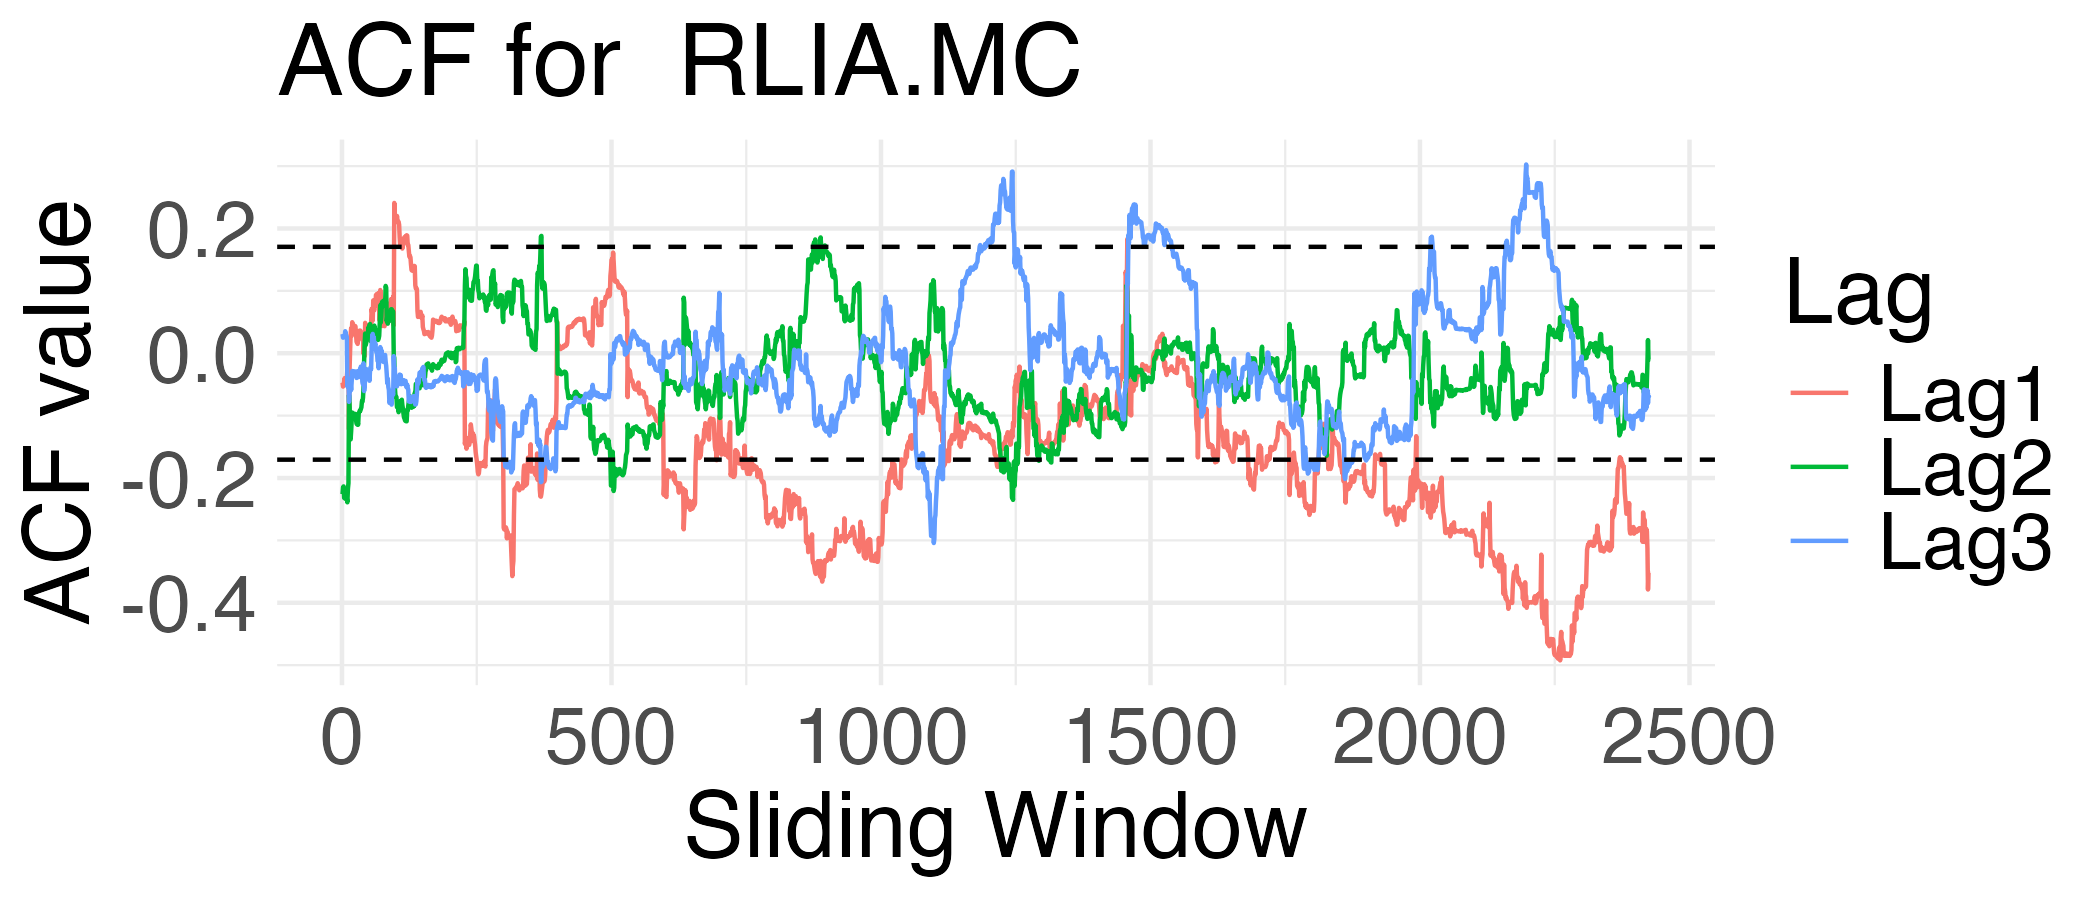 ACF for  RLIA.MC
ACF value
0.2
0.0
-0.2
-0.4
0 500 1000 1500 2000 2500
Sliding Window
Lag
Lag1
Lag2
Lag3